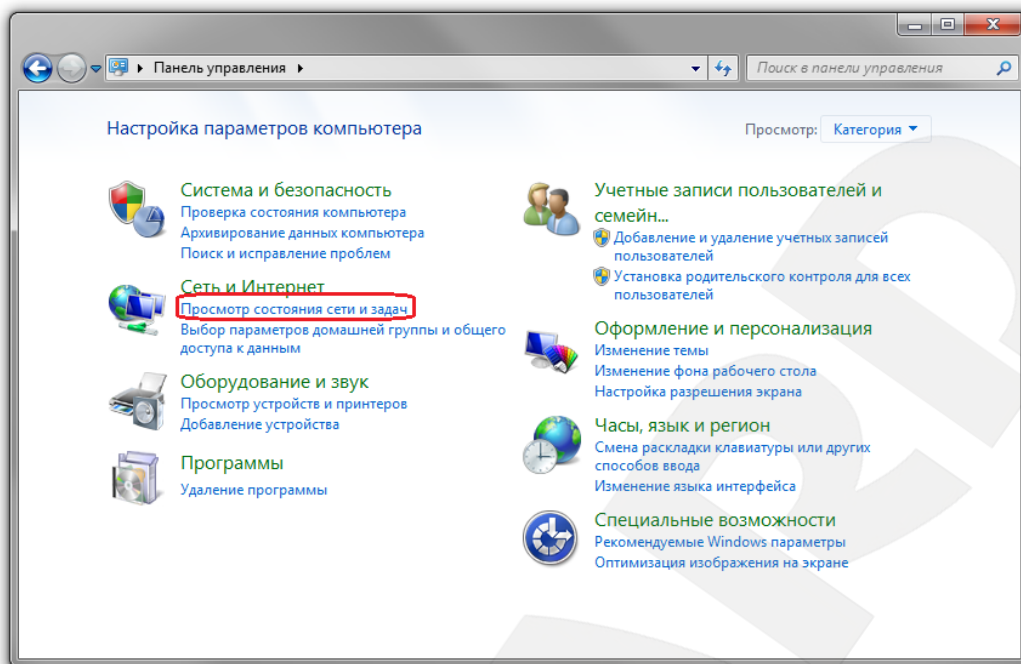 Панель управления
Поиск в панели управления
Настройка параметров компьютера
Просмотр: Категория
Система и безопасность
Проверка состояния компьютера
Архивирование данных компьютера
Поиск и исправление проблем
Сеть и Интернет
Просмотр состояния сети и задач
Выбор параметров домашней группы и общего
доступа к данным
Оборудование и звук
Просмотр устройств и принтеров
Добавление устройства
Программы
Удаление программы
Учетные записи пользователей и
семейн...
Добавление и удаление учетных записей
пользователей
Установка родительского контроля для всех
пользователей
Оформление и персонализация
Изменение темы
Изменение фона рабочего стола
Настройка разрешения экрана
Часы, язык и регион
Смена раскладки клавиатуры или других
способов ввода
Изменение языка интерфейса
Специальные возможности
Рекомендуемые Windows параметры
Оптимизация изображения на экране